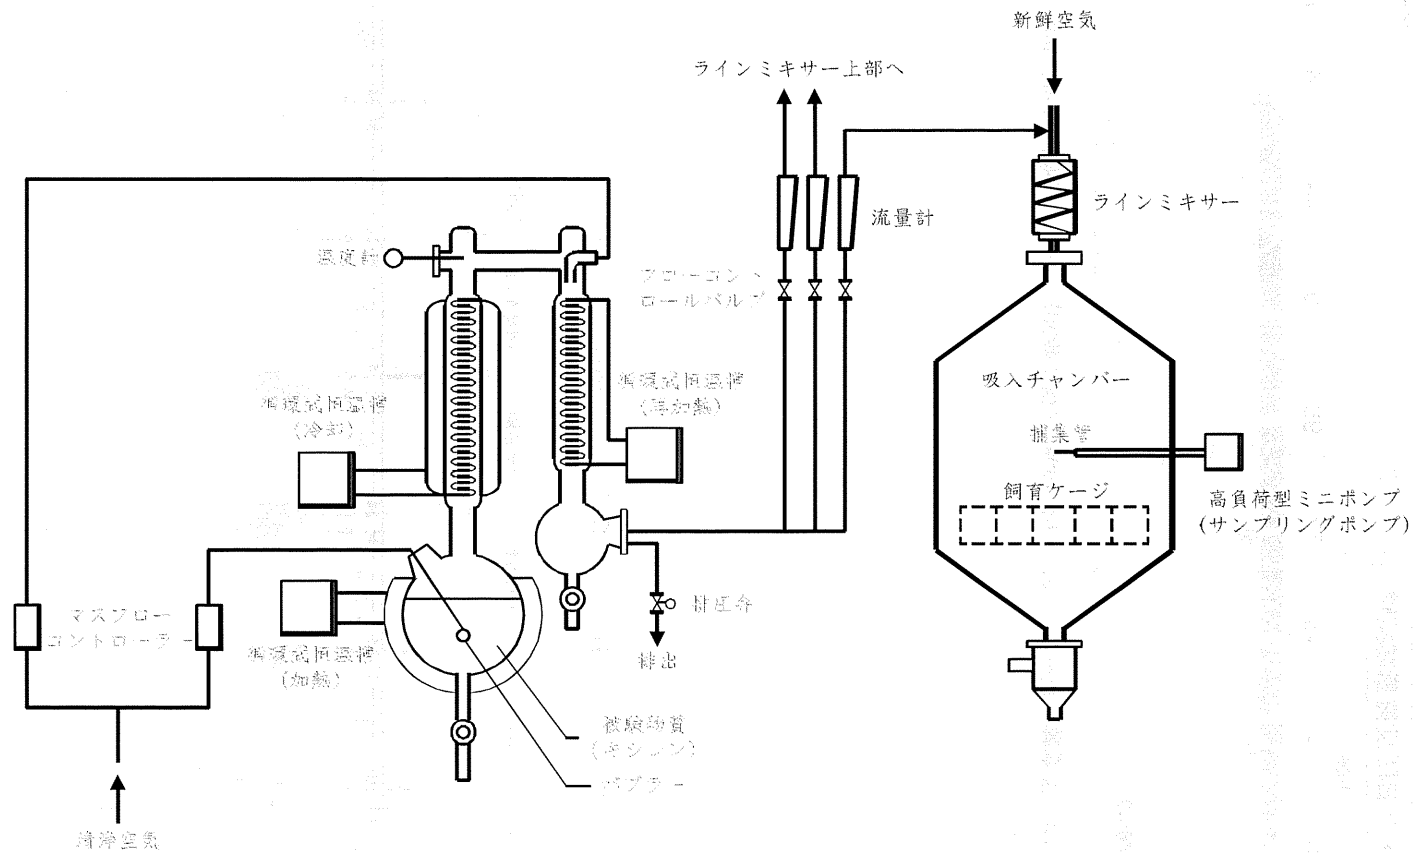 新鮮空気
ラインミキサー上部へ
ラインミキサー
流量計
温度計
フローコント
ロールバルブ
吸入チャンバー
循環式恒温槽
(再加熱)
循環式恒温槽
(冷却)
捕集管
飼育ケージ
高負荷型ミニポンプ
(サンプリングポンプ)
マスフロー
コントローラー
排圧弁
循環式恒温槽
(加熱)
排出
被験物質
(キシレン)
バブラー
清浄空気